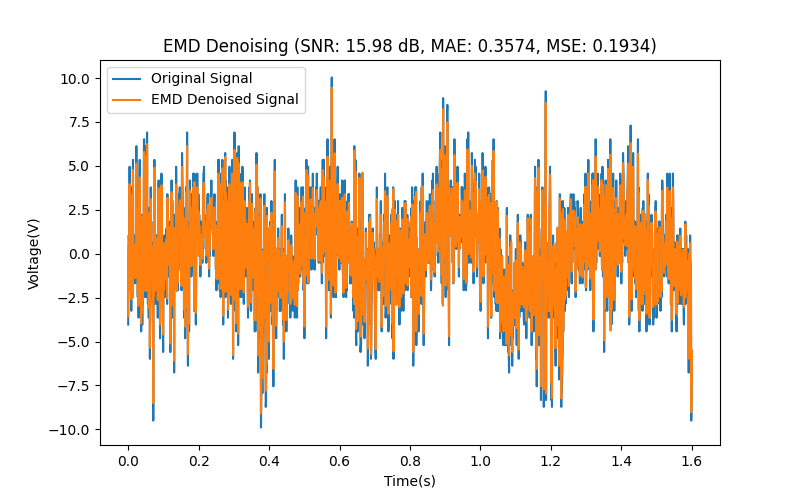 EMD Denoising (SNR: 15.98 dB, MAE: 0.3574, MSE: 0.1934)
Original Signal
EMD Denoised Signal
10.0
7.5
5.0
2.5
0.0
−2.5
−5.0
−7.5
−10.0
Voltage(V)
0.0 0.2 0.4 0.6 0.8 1.0 1.2 1.4 1.6
Time(s)